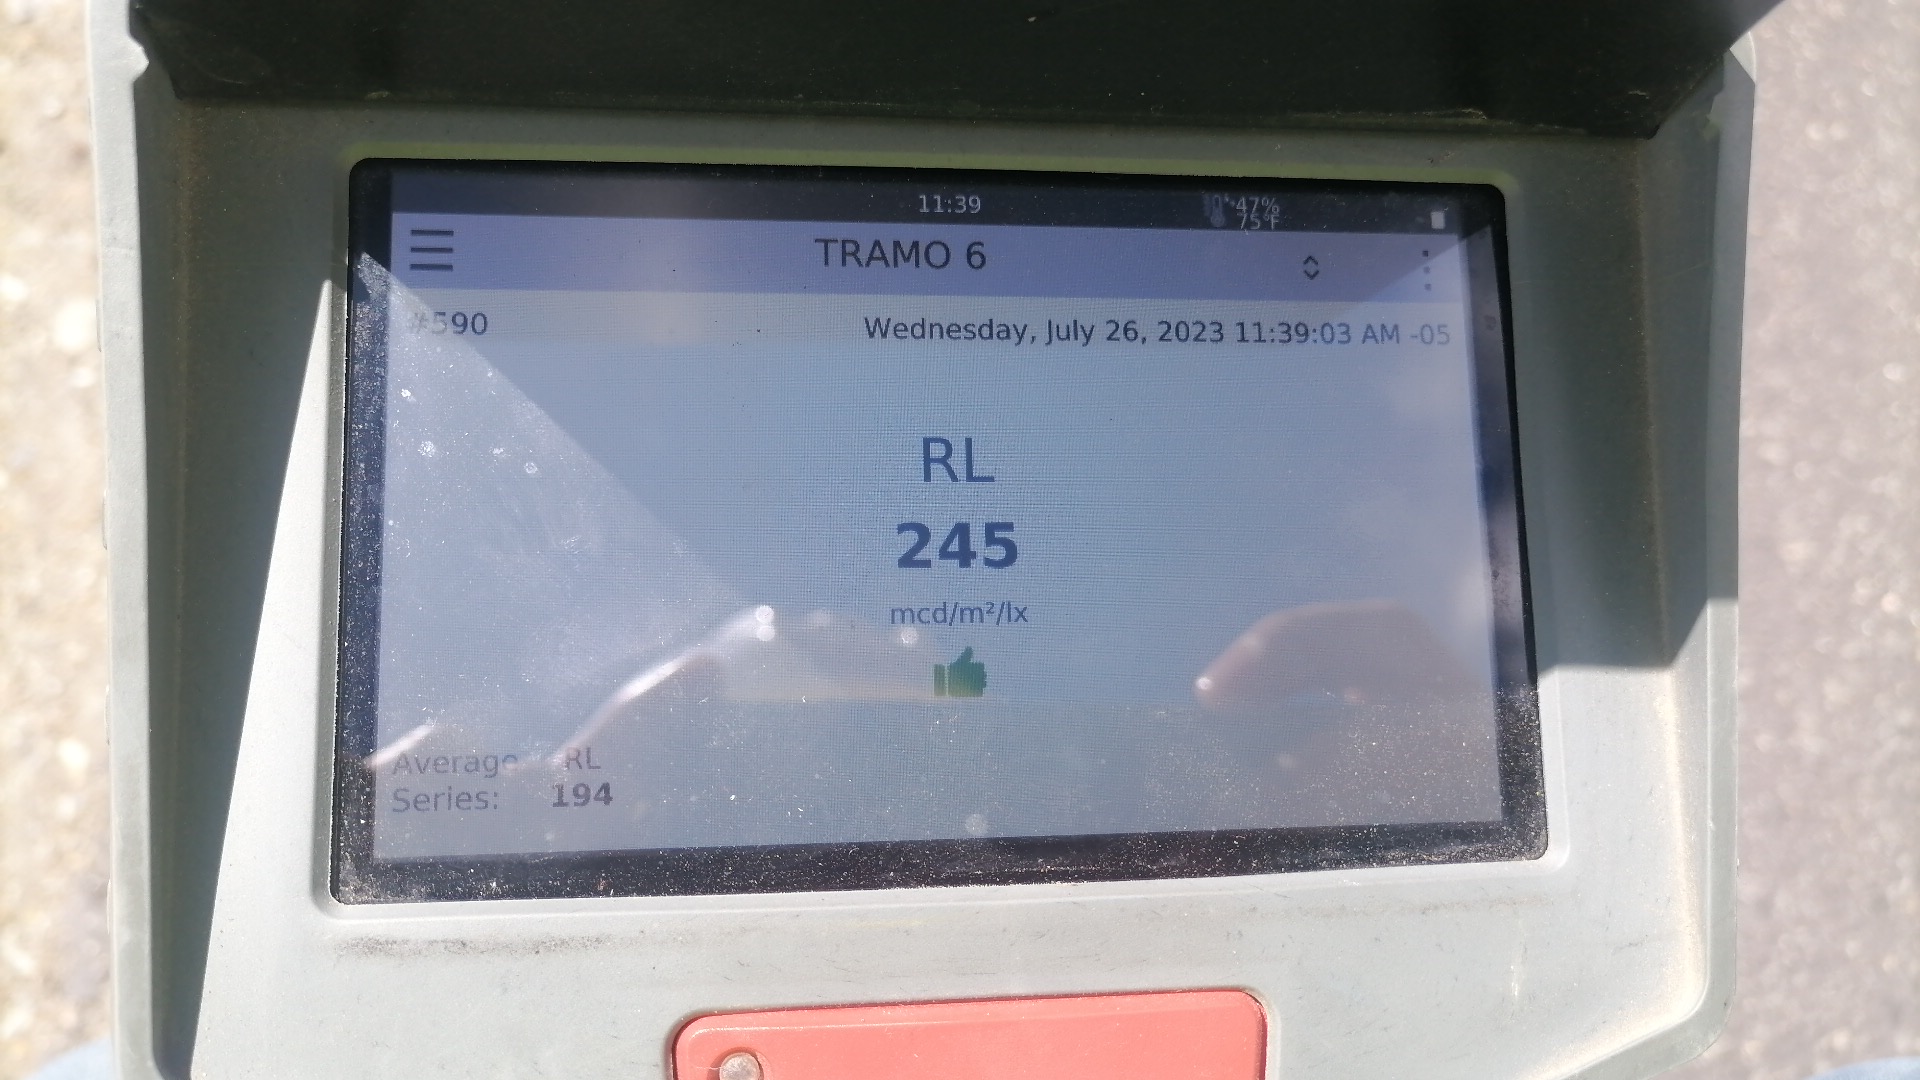 11:39
47%
75°F
TRAMO 6
#590
Wednesday, July 26, 2023 11:39:03 AM -05
RL
245
mcd/m²/lx
Average RL
Series: 194